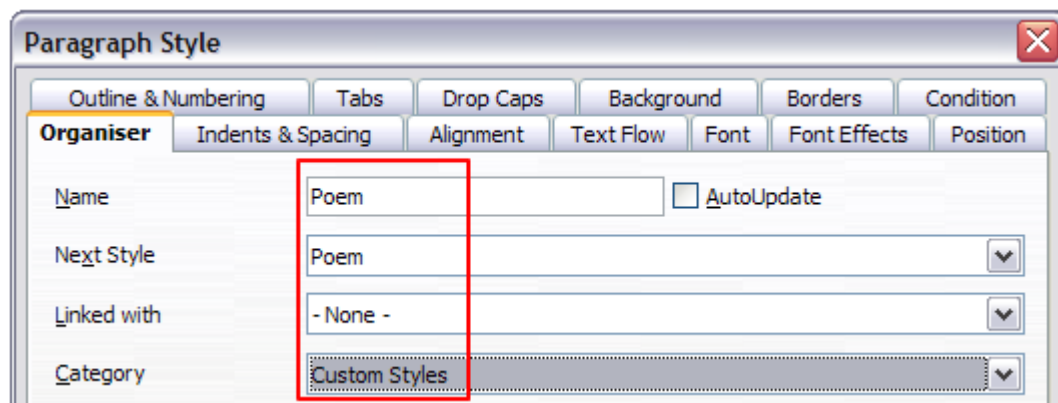 Paragraph Style
Outline & Numbering Tabs Drop Caps Background Borders Condition
Organiser Indents & Spacing Alignment Text Flow Font Font Effects Position
Name Poem AutoUpdate
Next Style Poem
Linked with - None -
Category Custom Styles